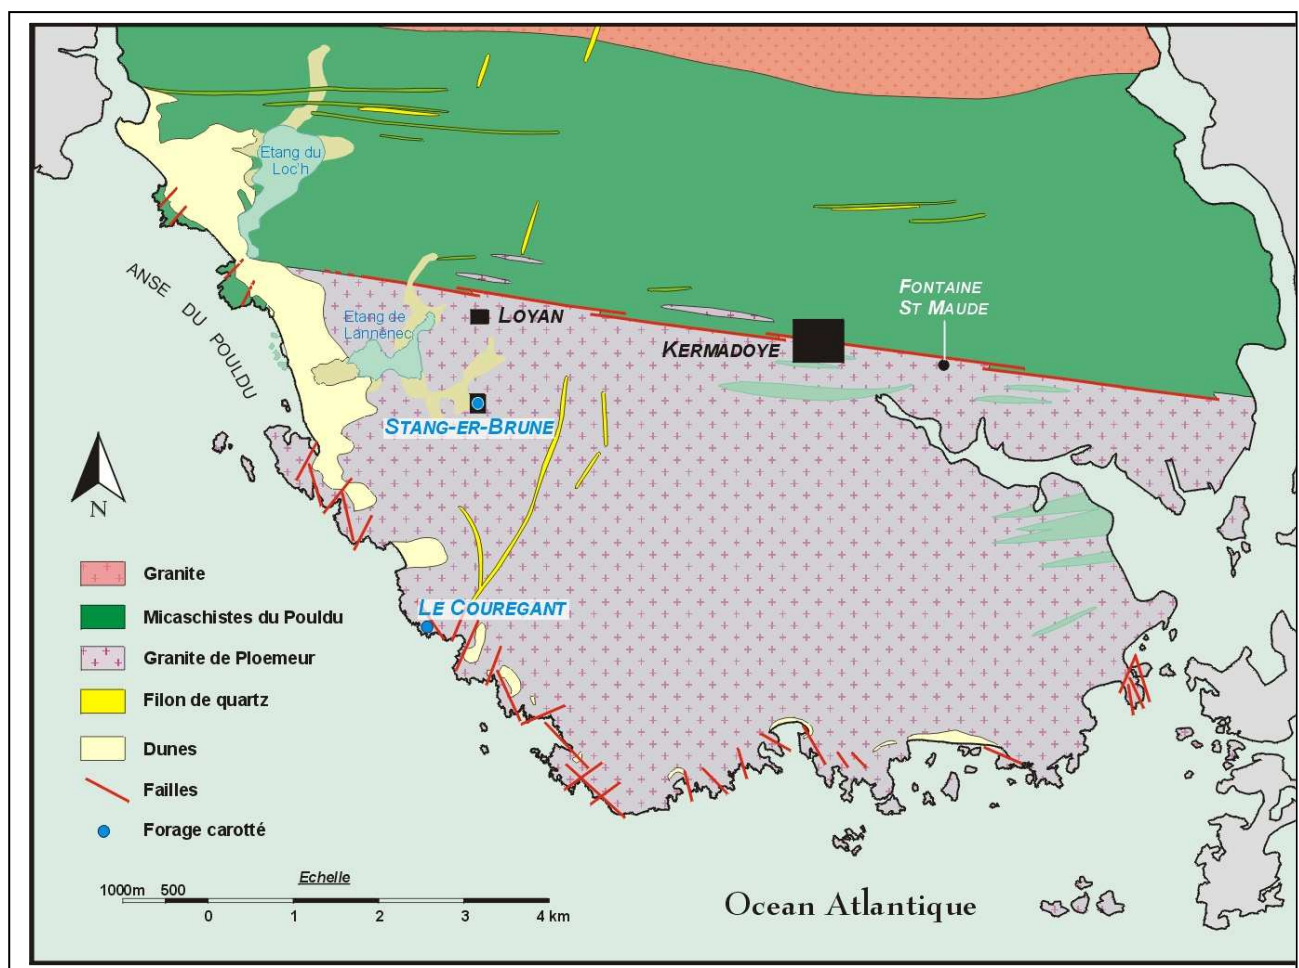 Etang du
Loc'h
ANSE DU POULDU
FONTAINE
ST MAUDE
Etang de
Lannénec
LOYAN
KERMADOYE
STANG-ER-BRUNE
N
LE COUREGANT
Granite
Micaschistes du Pouldu
Granite de Ploemeur
Filon de quartz
Dunes
Failles
Forage carotté
Echelle
1000m 500
0 1 2 3 4 km
Ocean Atlantique